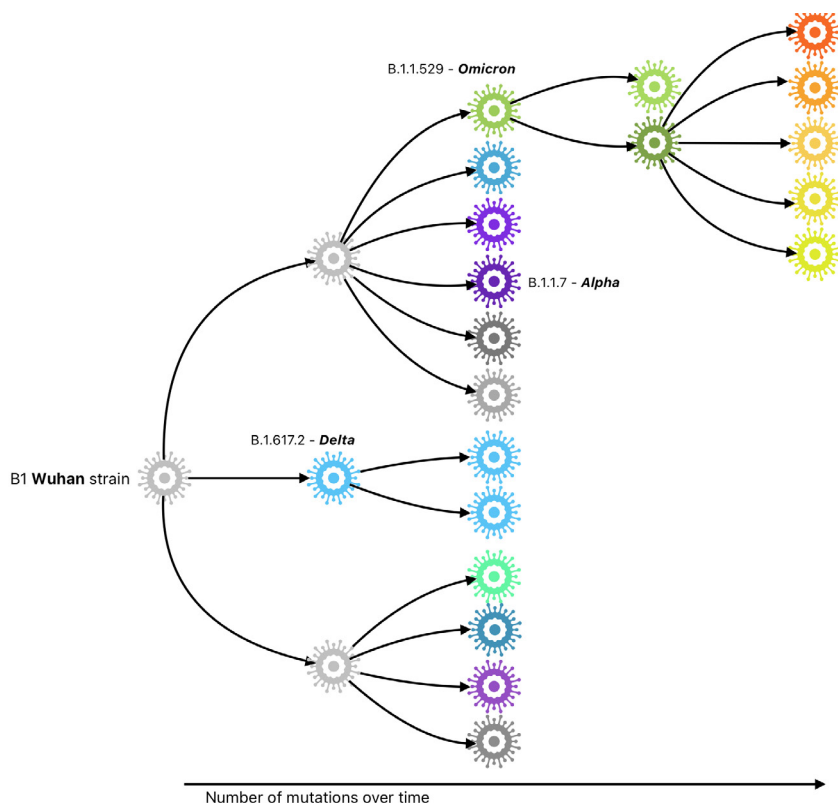 B.1.1.529 - Omicron
B.1.1.7 - Alpha
B.1.617.2 - Delta
B1 Wuhan strain
Number of mutations over time